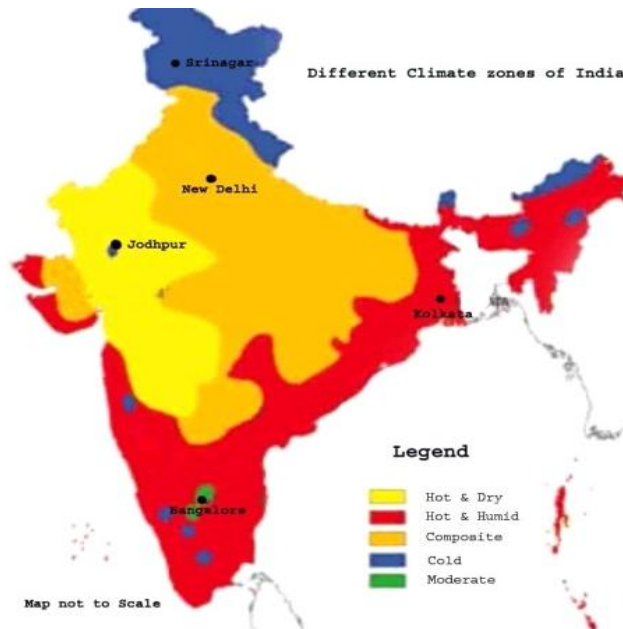 Srinagar
Different Climate zones of India
New Delhi
Jodhpur
Kolkata
Legend
Hot & Dry
Bangalore
Hot & Humid
Composite
Cold
Moderate
Map not to Scale